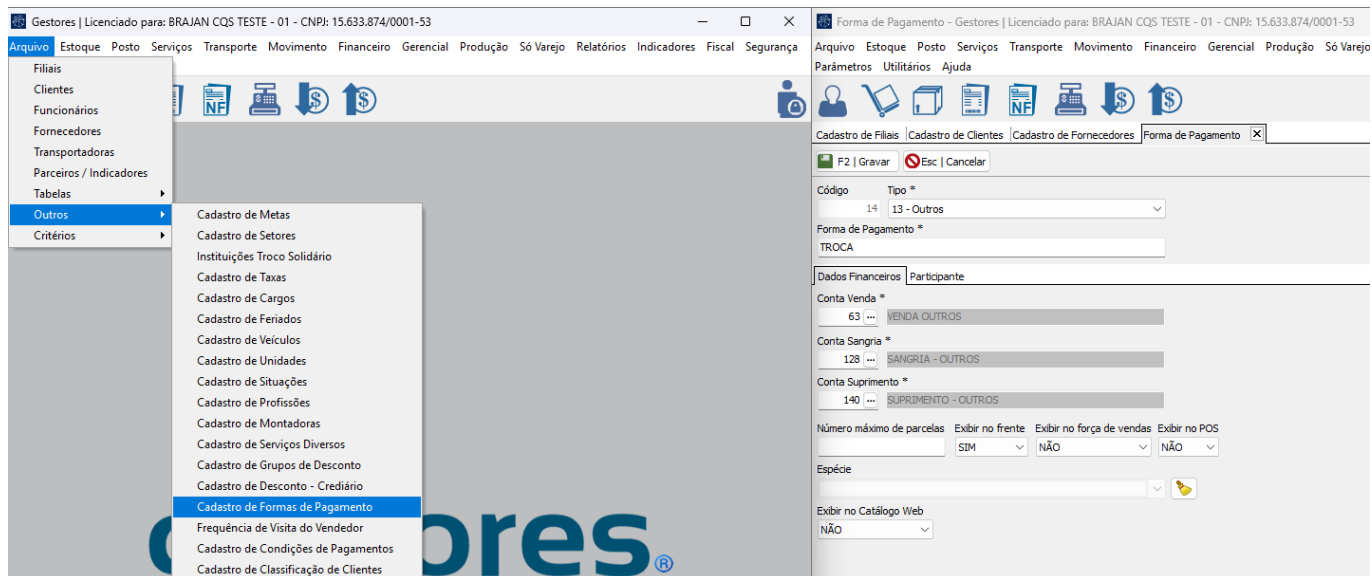 Gestores | Licenciado para: BRAJAN CQS TESTE - 01 - CNPJ: 15.633.874/0001-53
Arquivo Estoque Posto Serviços Transporte Movimento Financeiro Gerencial Produção Só Varejo Relatórios Indicadores Fiscal Segurança
Filiais
Clientes
Funcionários
Fornecedores
Transportadoras
Parceiros / Indicadores
Tabelas
Outros
Critérios
NF
Cadastro de Metas
Cadastro de Setores
Instituições Troco Solidário
Cadastro de Taxas
Cadastro de Cargos
Cadastro de Feriados
Cadastro de Veículos
Cadastro de Unidades
Cadastro de Situações
Cadastro de Profissões
Cadastro de Montadoras
Cadastro de Serviços Diversos
Cadastro de Grupos de Desconto
Cadastro de Desconto - Crediário
Cadastro de Formas de Pagamento
Frequência de Visita do Vendedor
Cadastro de Condições de Pagamentos
Cadastro de Classificação de Clientes
ores®
Forma de Pagamento - Gestores | Licenciado para: BRAJAN CQS TESTE - 01 - CNPJ: 15.633.874/0001-53
Arquivo Estoque Posto Serviços Transporte Movimento Financeiro Gerencial Produção Só Varejo
Parâmetros Utilitários Ajuda
NF
Cadastro de Filiais Cadastro de Clientes Cadastro de Fornecedores Forma de Pagamento X
F2 | Gravar Esc | Cancelar
Código Tipo *
14 13 - Outros
Forma de Pagamento *
TROCA
Dados Financeiros Participante
Conta Venda *
63 ... VENDA OUTROS
Conta Sangria *
128 ... SANGRIA - OUTROS
Conta Suprimento *
140 ... SUPRIMENTO - OUTROS
Número máximo de parcelas Exibir no frente Exibir no força de vendas Exibir no POS
SIM NÃO NÃO
Espécie
Exibir no Catálogo Web
NÃO